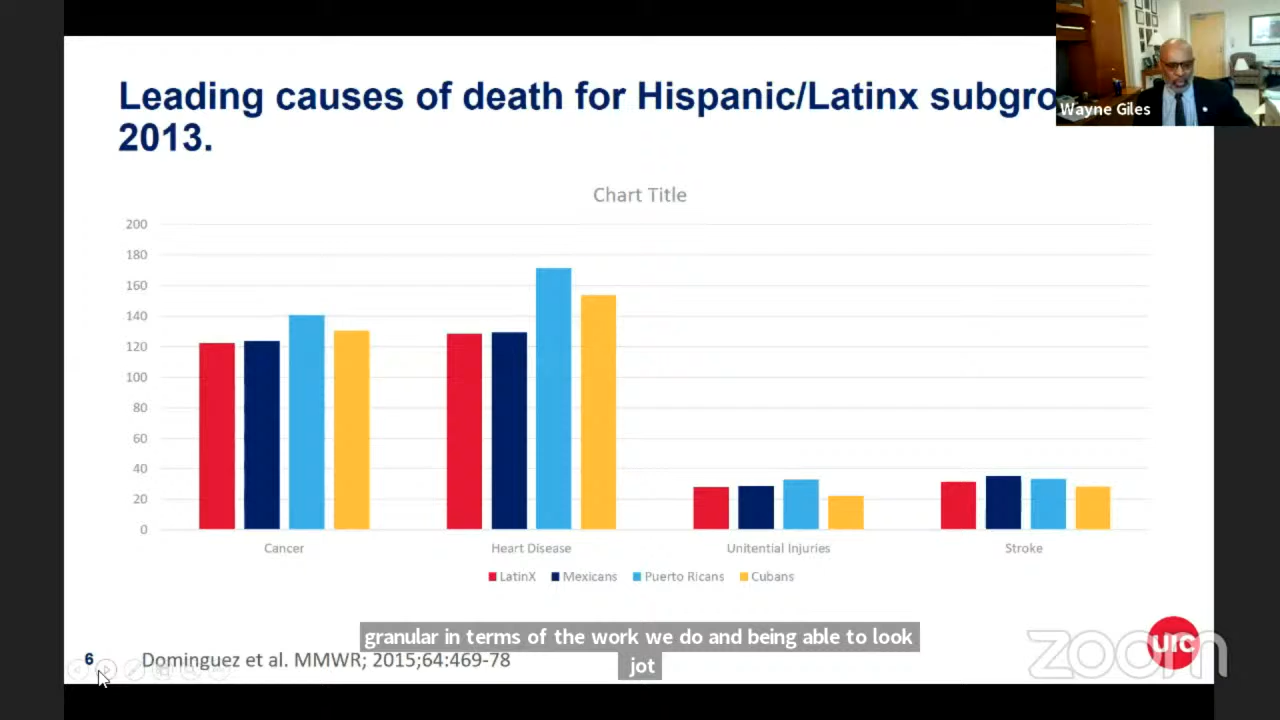 Leading causes of death for Hispanic/Latinx subgro
2013.
Wayne Giles
Chart Title
200
180
160
140
120
100
80
60
40
20
0
Cancer Heart Disease Unitential Injuries Stroke
LatinX Mexicans Puerto Ricans Cubans
granular in terms of the work we do and being able to look
jot
6 Dominguez et al. MMWR; 2015;64:469-78
zoom
UIC